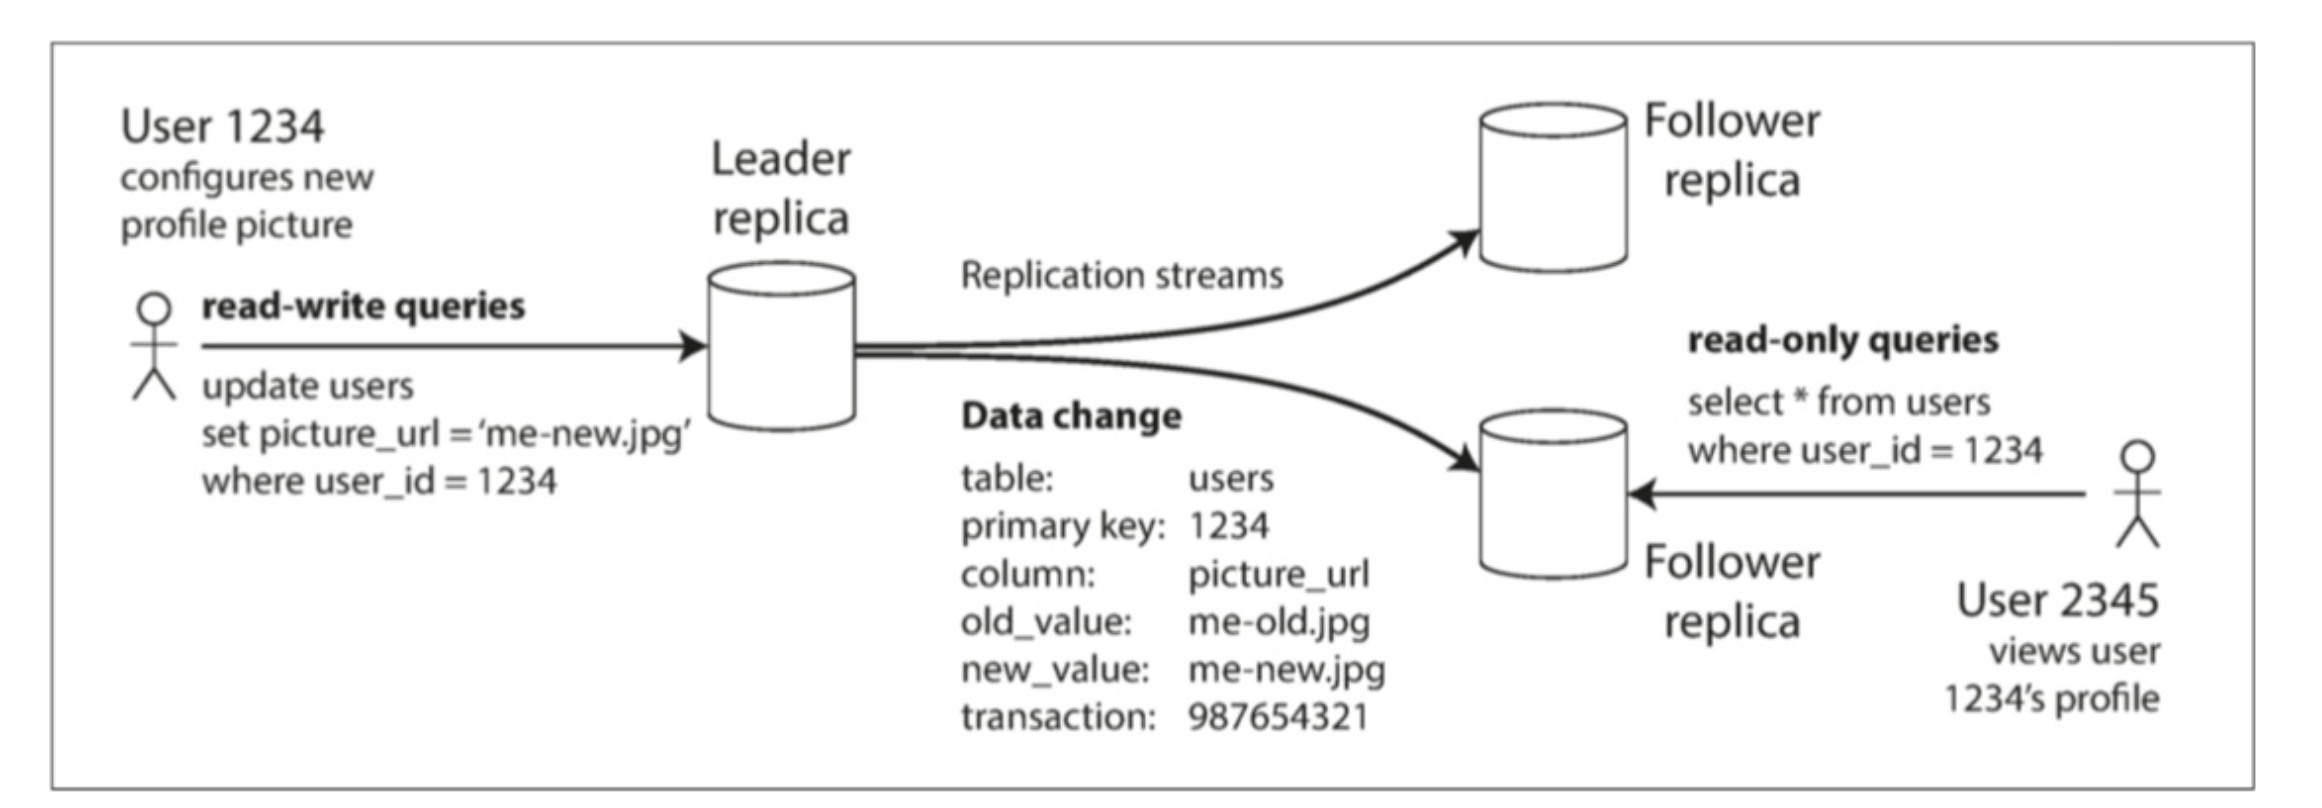 User 1234
configures new
profile picture
read-write queries
update users
set picture_url = ‘me-new.jpg’
where user_id = 1234
Leader
replica
Replication streams
Data change
table: users
primary key: 1234
column: picture_url
old_value: me-old.jpg
new_value: me-new.jpg
transaction: 987654321
Follower
replica
read-only queries
select * from users
where user_id = 1234
Follower
replica
User 2345
views user
1234’s profile